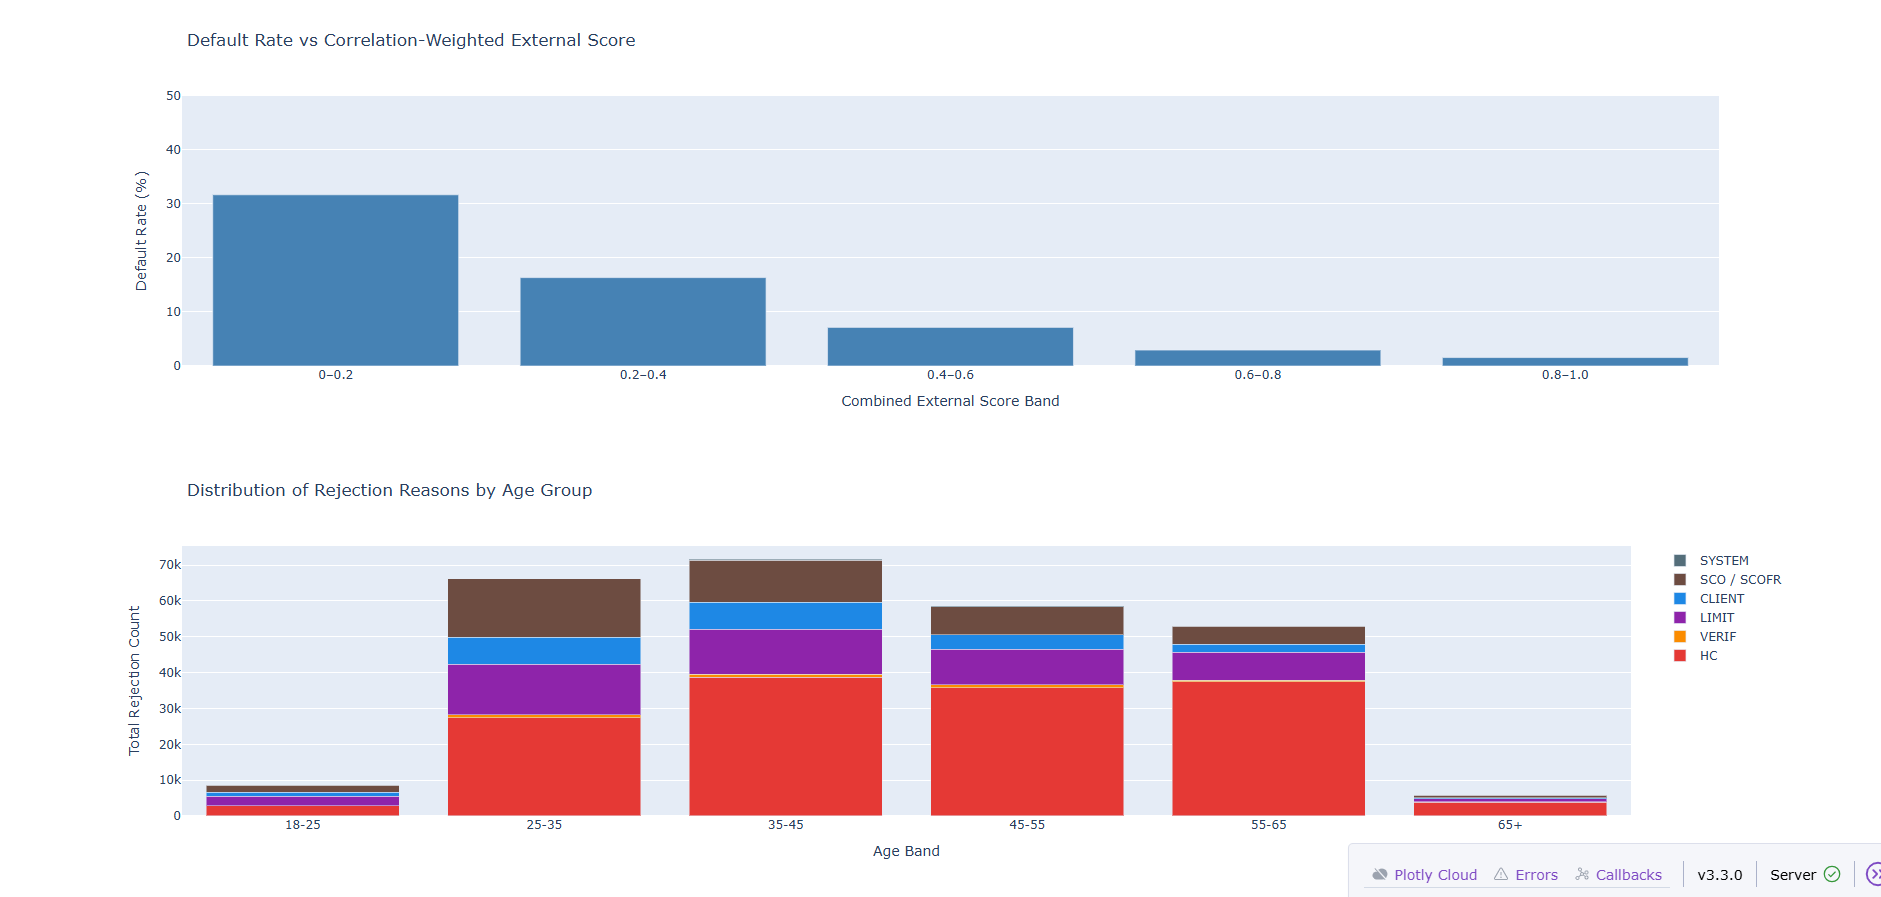 Default Rate vs Correlation-Weighted External Score
50
40
30
20
10
0
Default Rate (%)
0–0.2
0.2–0.4
0.4–0.6
0.6–0.8
0.8–1.0
Combined External Score Band
Distribution of Rejection Reasons by Age Group
70k
60k
50k
40k
30k
20k
10k
0
Total Rejection Count
18-25
25-35
35-45
45-55
55-65
65+
Age Band
SYSTEM
SCO / SCOFR
CLIENT
LIMIT
VERIF
HC
Plotly Cloud Errors Callbacks v3.3.0 Server